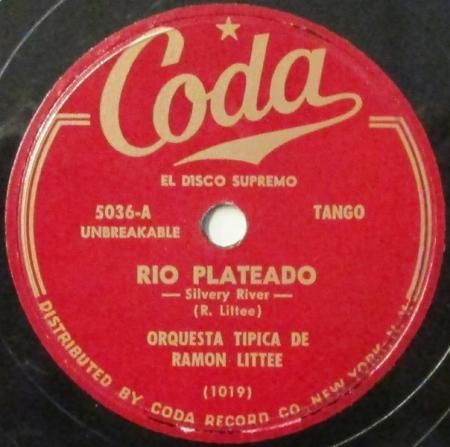 Coda
EL DISCO SUPREMO
5036-A
UNBREAKABLE
TANGO
RIO PLATEADO
— Silvery River —
(R. Littee)
ORQUESTA TIPICA DE
RAMON LITTEE
(1019)
DISTRIBUTED BY CODA RECORD CO. NEW YORK, N.Y.